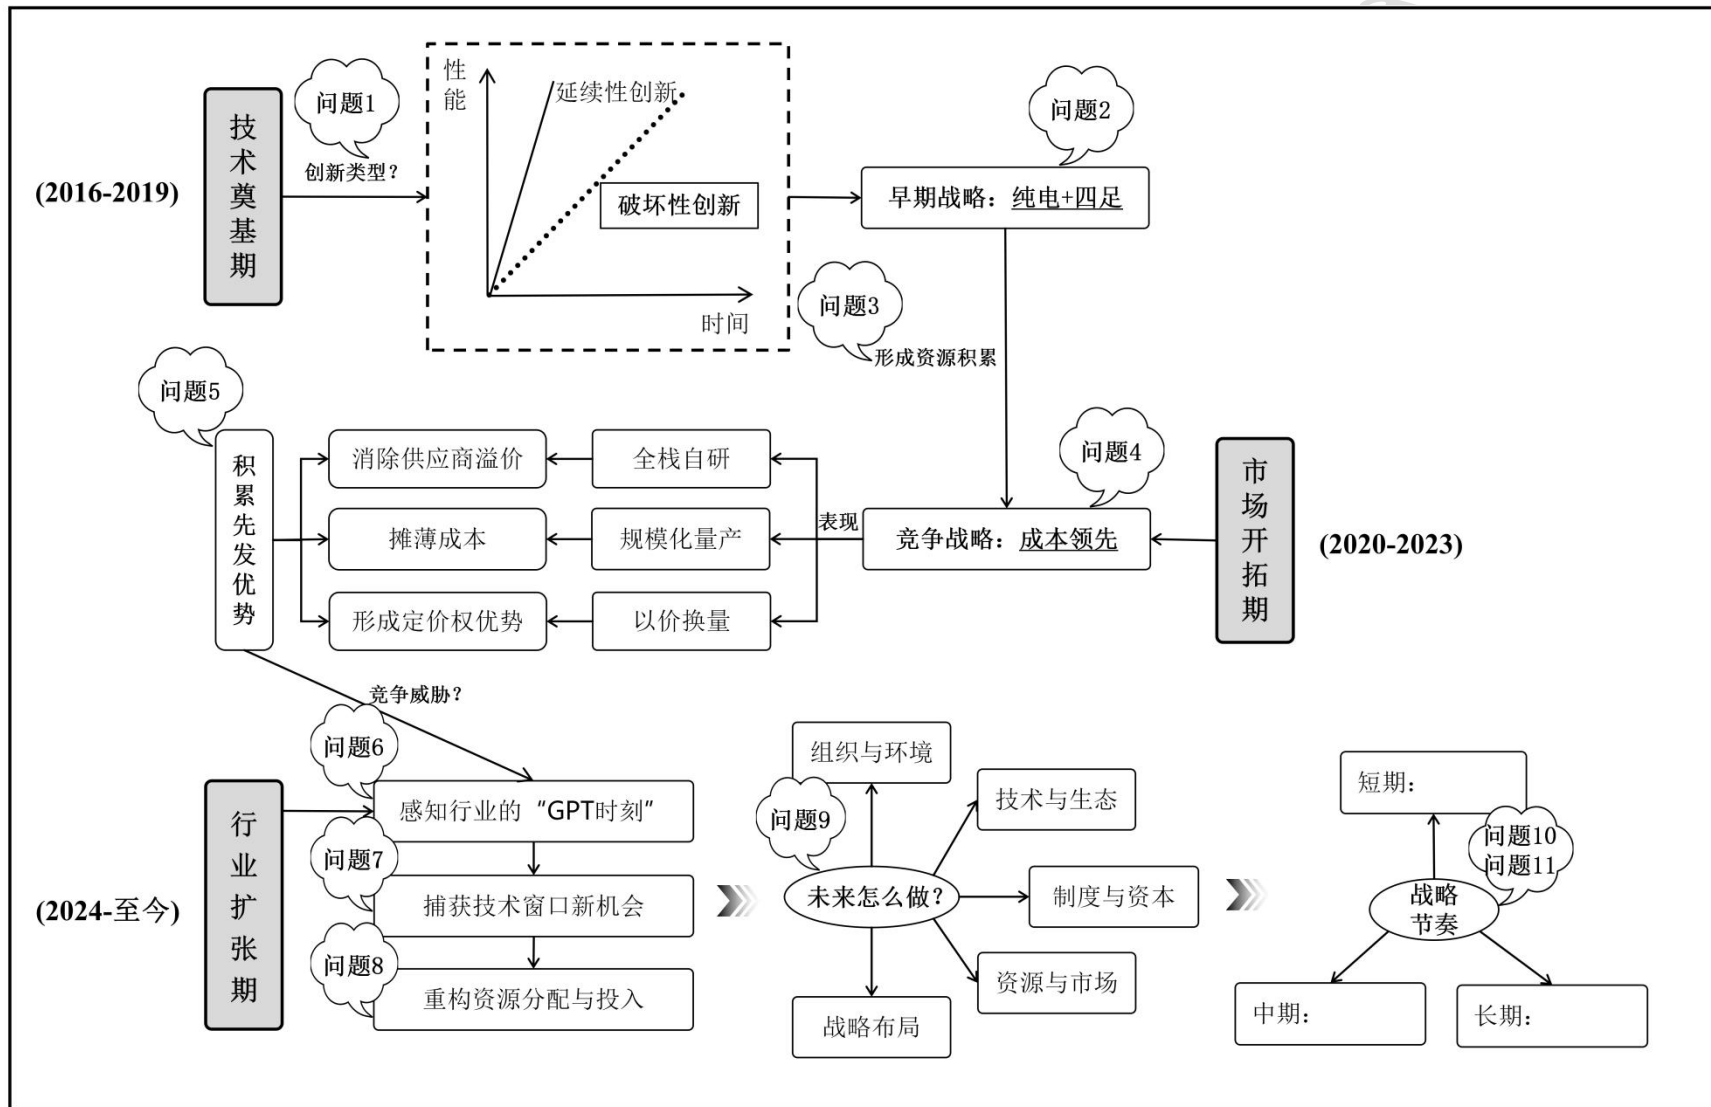 (2016-2019)
技术奠基期
问题1
创新类型？
性能
延续性创新
破坏性创新
时间
问题2
早期战略：纯电+四足
问题3
形成资源积累
问题4
市场开拓期
(2020-2023)
竞争战略：成本领先
表现
全栈自研
规模化量产
以价换量
消除供应商溢价
摊薄成本
形成定价权优势
问题5
积累先发优势
竞争威胁？
(2024-至今)
行业扩张期
问题6
感知行业的“GPT时刻”
问题7
捕获技术窗口新机会
问题8
重构资源分配与投入
问题9
未来怎么做？
组织与环境
技术与生态
制度与资本
资源与市场
战略布局
问题10
问题11
战略
节奏
短期：
中期：
长期：